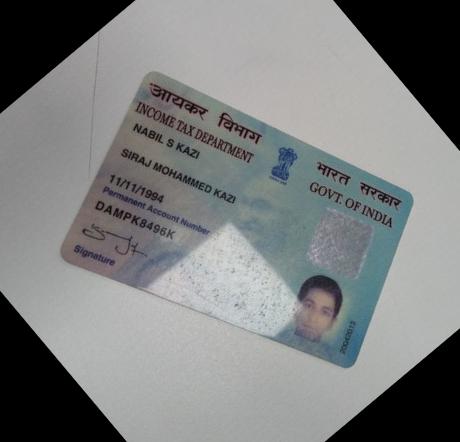 आयकर विभाग
INCOME TAX DEPARTMENT
भारत सरकार
GOVT. OF INDIA
NABIL S KAZI
SIRAJ MOHAMMED KAZI
11/11/1994
Permanent Account Number
DAMPK8496K
Signature